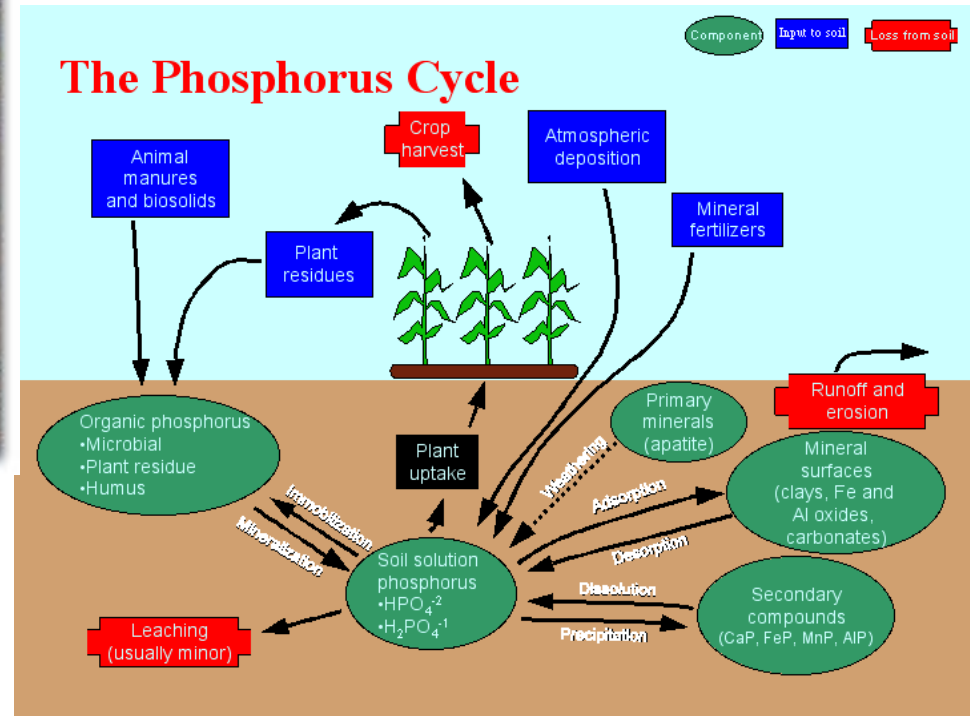 Component
Input to soil
Loss from soil
The Phosphorus Cycle
Animal
manures
and biosolids
Plant
residues
Crop
harvest
Atmospheric
deposition
Mineral
fertilizers
Organic phosphorus
•Microbial
•Plant residue
•Humus
Plant
uptake
Primary
minerals
(apatite)
Runoff and
erosion
Mineral
surfaces
(clays, Fe and
Al oxides,
carbonates)
Weathering
Adsorption
Desorption
Immobilization
Mineralization
Soil solution
phosphorus
•HPO₄⁻²
•H₂PO₄⁻¹
Dissolution
Precipitation
Secondary
compounds
(CaP, FeP, MnP, AlP)
Leaching
(usually minor)